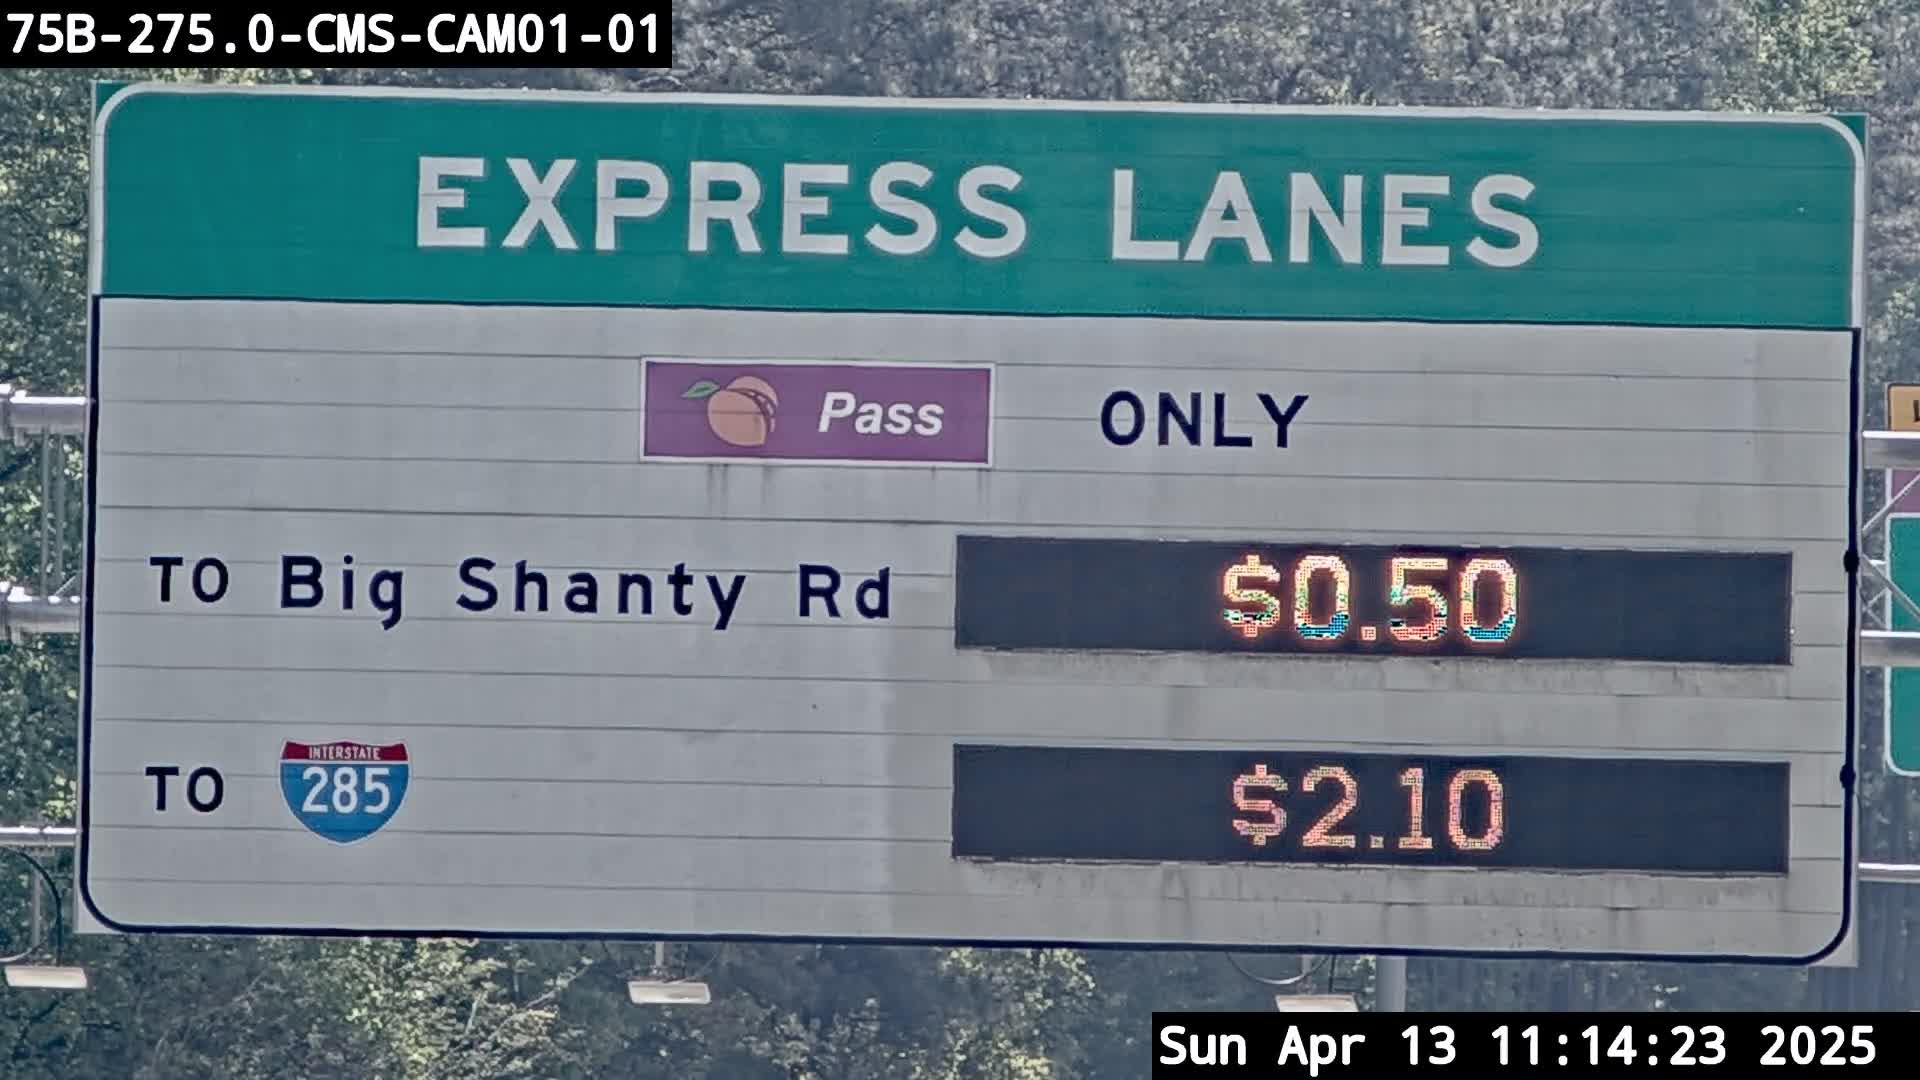 75B-275.0-CMS-CAM01-01
EXPRESS LANES
Pass ONLY
TO Big Shanty Rd $0.50
INTERSTATE
TO 285 $2.10
Sun Apr 13 11:14:23 2025